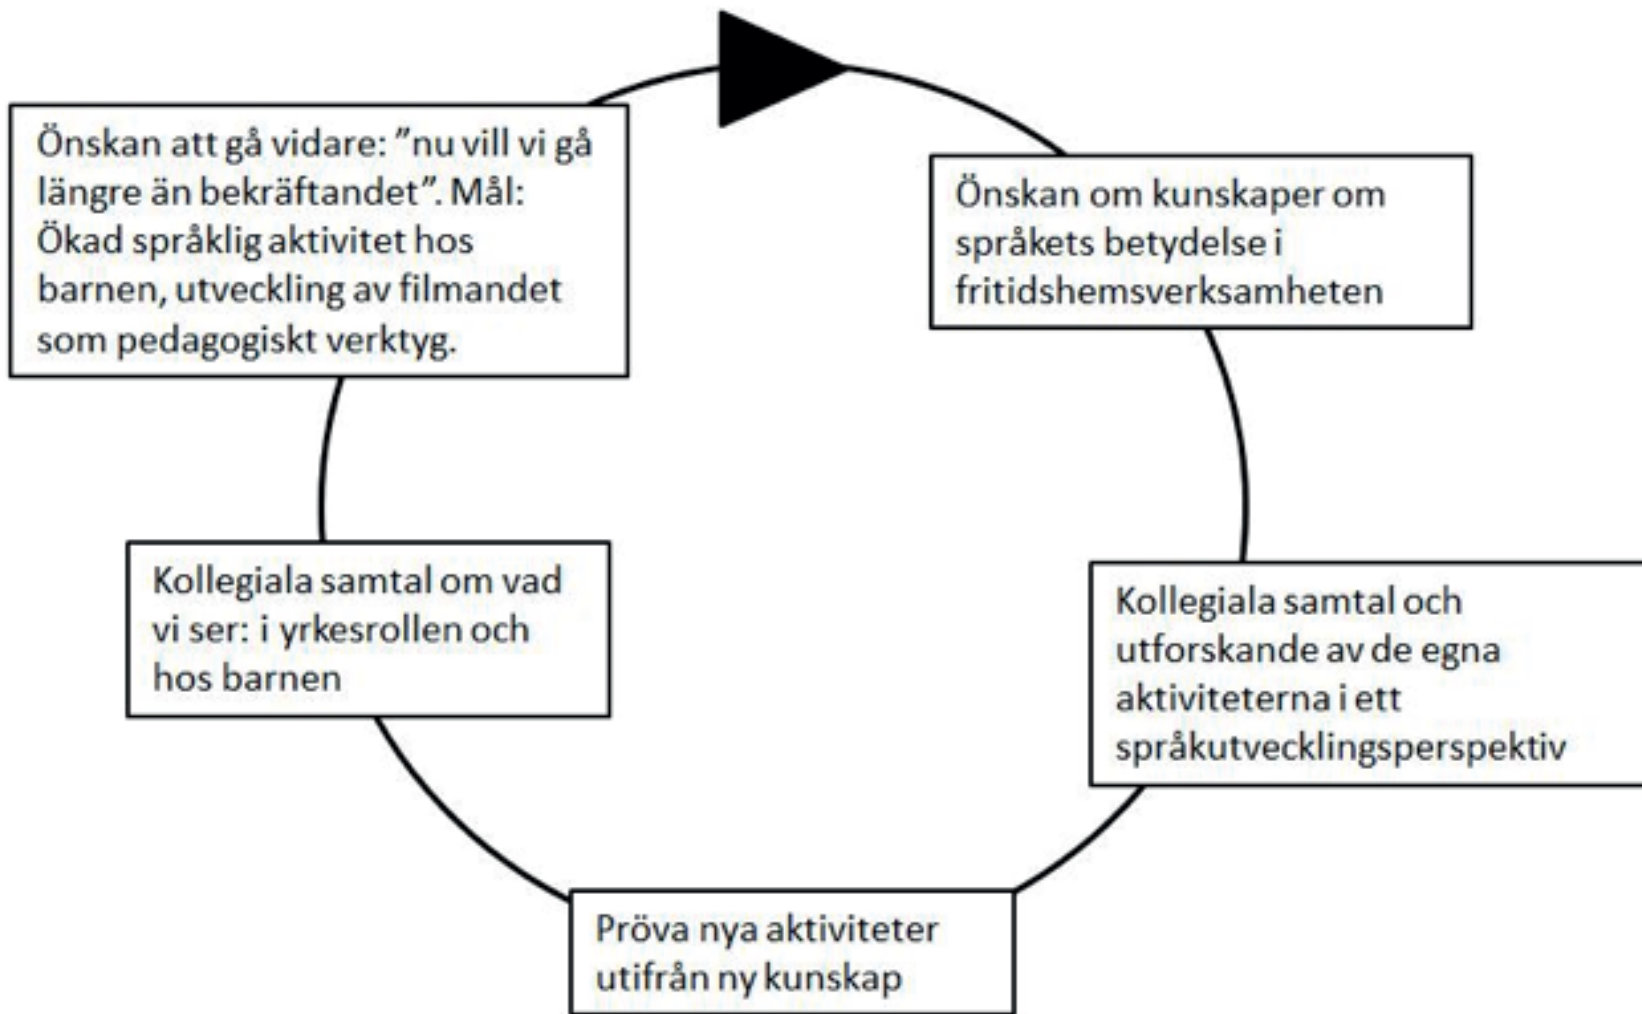 Önskan att gå vidare: ”nu vill vi gå
längre än bekräftandet”. Mål:
Ökad språklig aktivitet hos
barnen, utveckling av filmandet
som pedagogiskt verktyg.
Önskan om kunskaper om
språkets betydelse i
fritidshemsverksamheten
Kollegiala samtal och
utforskande av de egna
aktiviteterna i ett
språkutvecklingsperspektiv
Pröva nya aktiviteter
utifrån ny kunskap
Kollegiala samtal om vad
vi ser: i yrkesrollen och
hos barnen